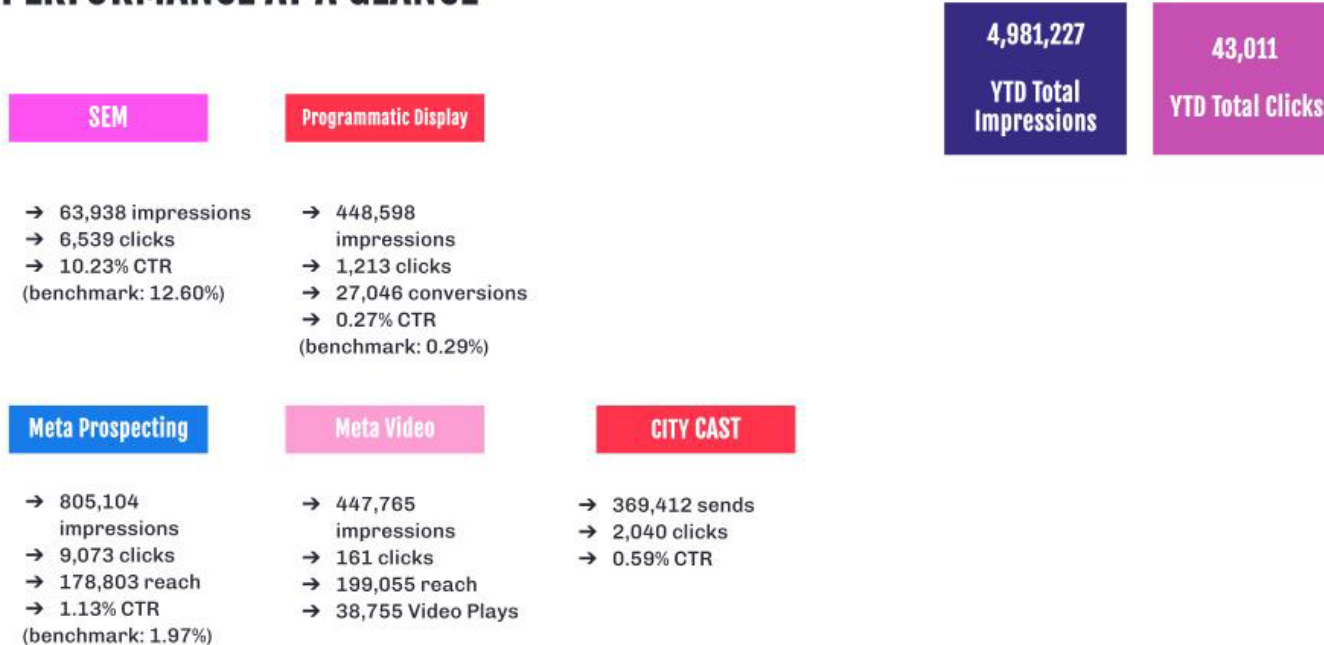 PERFORMANCE AT A GLANCE
4,981,227
YTD Total
Impressions
43,011
YTD Total Clicks
SEM
→ 63,938 impressions
→ 6,539 clicks
→ 10.23% CTR
(benchmark: 12.60%)
Programmatic Display
→ 448,598
impressions
→ 1,213 clicks
→ 27,046 conversions
→ 0.27% CTR
(benchmark: 0.29%)
Meta Prospecting
→ 805,104
impressions
→ 9,073 clicks
→ 178,803 reach
→ 1.13% CTR
(benchmark: 1.97%)
Meta Video
→ 447,765
impressions
→ 161 clicks
→ 199,055 reach
→ 38,755 Video Plays
CITY CAST
→ 369,412 sends
→ 2,040 clicks
→ 0.59% CTR